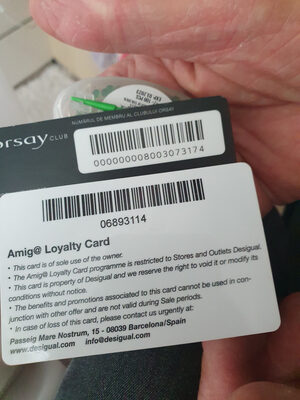 orsay CLUB
NUMĂRUL DE MEMBRU AL CLUBULUI ORSAY
000000008003073174
06893114
Amig@ Loyalty Card
• This card is of sole use of the owner.
• The Amig@ Loyalty Card programme is restricted to Stores and Outlets Desigual.
• This card is property of Desigual and we reserve the right to void it or modify its
conditions without notice.
• The benefits and promotions associated to this card cannot be used in con-
junction with other offer and are not valid during Sale periods.
• In case of loss of this card, please contact us urgently at:
Passeig Mare Nostrum, 15 - 08039 Barcelona/Spain
www.desigual.com info@desigual.com